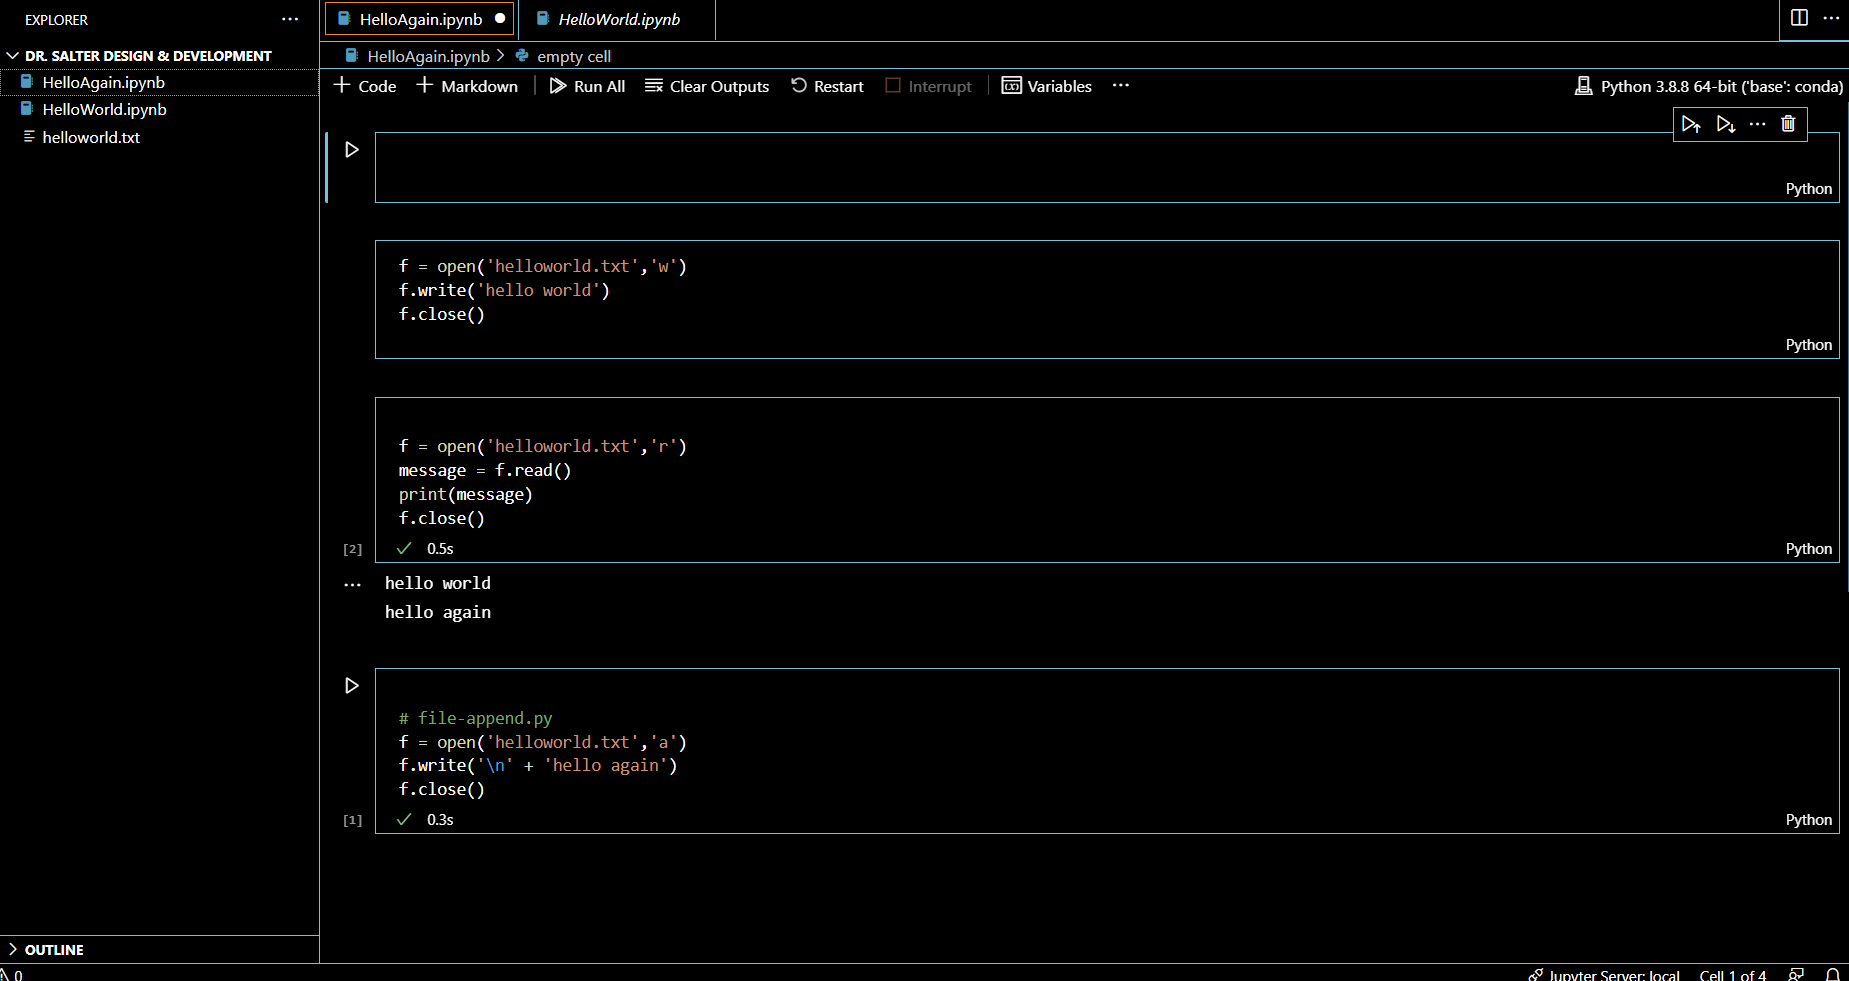 EXPLORER
DR. SALTER DESIGN & DEVELOPMENT
HelloAgain.ipynb
HelloWorld.ipynb
helloworld.txt
OUTLINE
HelloAgain.ipynb
HelloWorld.ipynb
HelloAgain.ipynb > empty cell
+ Code + Markdown Run All Clear Outputs Restart Interrupt Variables ...
Python 3.8.8 64-bit ('base': conda)
Python
f = open('helloworld.txt','w')
f.write('hello world')
f.close()
Python
f = open('helloworld.txt','r')
message = f.read()
print(message)
f.close()
[2] ✓ 0.5s Python
hello world
hello again
# file-append.py
f = open('helloworld.txt','a')
f.write('\n' + 'hello again')
f.close()
[1] ✓ 0.3s Python
0
Jupyter Server: local Cell 1 of 4